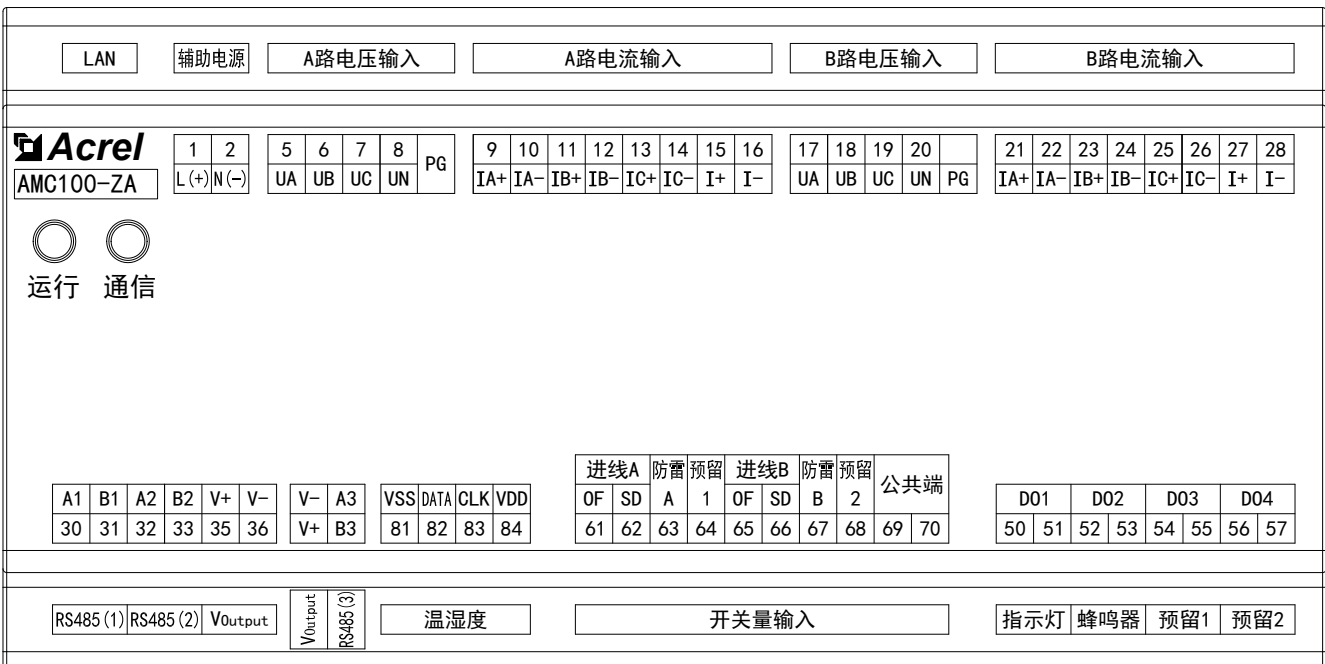 LAN 辅助电源 A路电压输入 A路电流输入 B路电压输入 B路电流输入
Acrel 1 2 5 6 7 8 PG 9 10 11 12 13 14 15 16 17 18 19 20 21 22 23 24 25 26 27 28
AMC100-ZA L(+) N(-) UA UB UC UN IA+ IA- IB+ IB- IC+ IC- I+ I- UA UB UC UN PG IA+ IA- IB+ IB- IC+ IC- I+ I-
运行 通信
进线A 防雷 预留 进线B 防雷 预留 公共端
A1 B1 A2 B2 V+ V- V- A3 VSS DATA CLK VDD OF SD A 1 OF SD B 2 DO1 DO2 DO3 DO4
30 31 32 33 35 36 V+ B3 81 82 83 84 61 62 63 64 65 66 67 68 69 70 50 51 52 53 54 55 56 57
RS485(1) RS485(2) VOutput VOutput RS485(3) 温湿度 开关量输入 指示灯 蜂鸣器 预留1 预留2